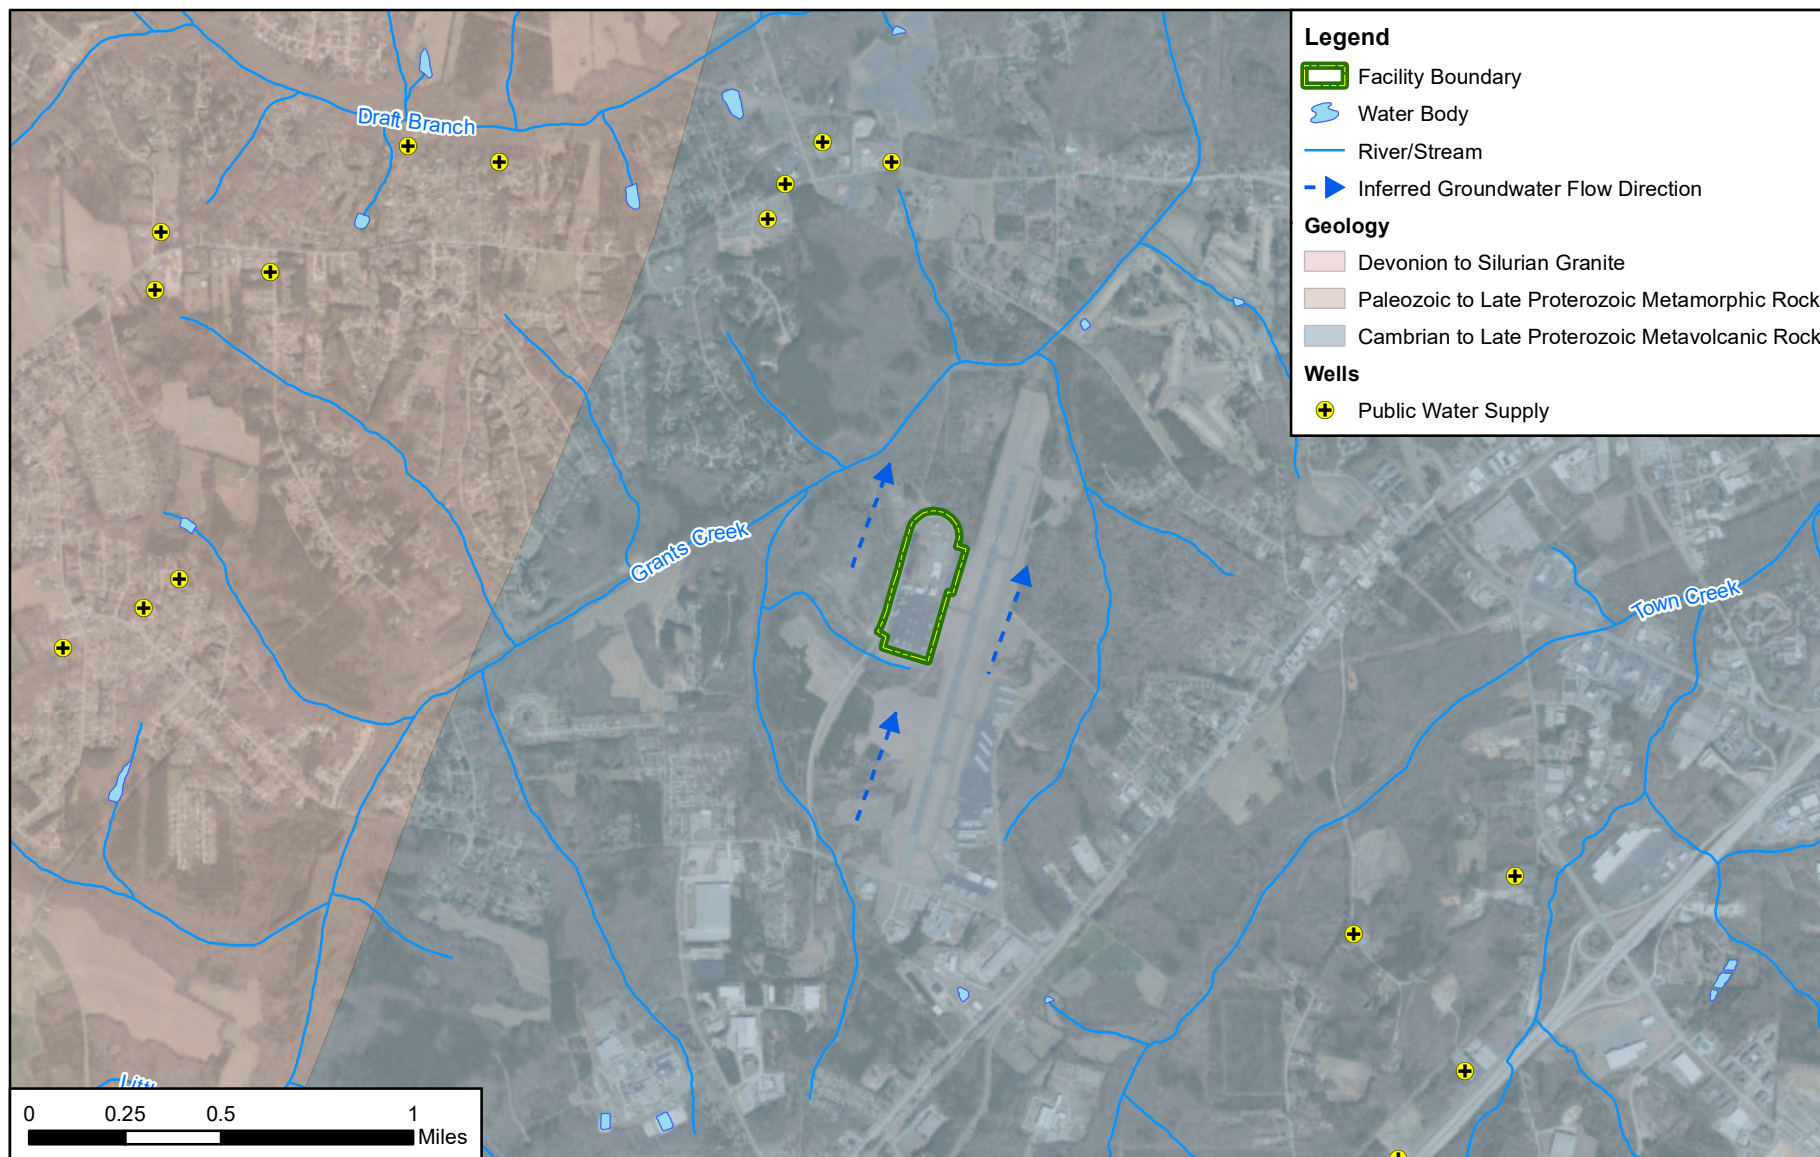 Legend
Facility Boundary
Water Body
River/Stream
Inferred Groundwater Flow Direction
Geology
Devonion to Silurian Granite
Paleozoic to Late Proterozoic Metamorphic Rock
Cambrian to Late Proterozoic Metavolcanic Rock
Wells
Public Water Supply
Draft Branch
Grants Creek
Town Creek
0 0.25 0.5 1
Miles